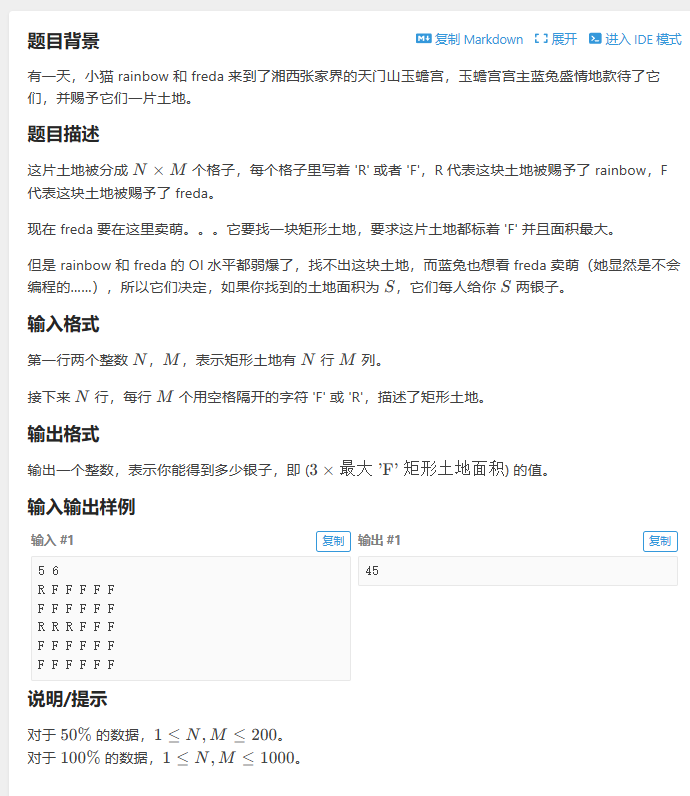 题目背景
复制 Markdown 展开 进入 IDE 模式
有一天，小猫 rainbow 和 freda 来到了湘西张家界的天门山玉蟾宫，玉蟾宫宫主蓝兔盛情地款待了它
们，并赐予它们一片土地。
题目描述
这片土地被分成 N × M 个格子，每个格子里写着 'R' 或者 'F'，R 代表这块土地被赐予了 rainbow，F
代表这块土地被赐予了 freda。
现在 freda 要在这里卖萌。。。它要找一块矩形土地，要求这片土地都标着 'F' 并且面积最大。
但是 rainbow 和 freda 的 OI 水平都弱爆了，找不出这块土地，而蓝兔也想看 freda 卖萌（她显然是不会
编程的……），所以它们决定，如果你找到的土地面积为 S，它们每人给你 S 两银子。
输入格式
第一行两个整数 N，M，表示矩形土地有 N 行 M 列。
接下来 N 行，每行 M 个用空格隔开的字符 'F' 或 'R'，描述了矩形土地。
输出格式
输出一个整数，表示你能得到多少银子，即 (3 × 最大 'F' 矩形土地面积) 的值。
输入输出样例
输入 #1 复制 输出 #1 复制
5 6
R F F F F F
F F F F F F
R R R F F F
F F F F F F
F F F F F F
45
说明/提示
对于 50% 的数据，1 ≤ N, M ≤ 200。
对于 100% 的数据，1 ≤ N, M ≤ 1000。